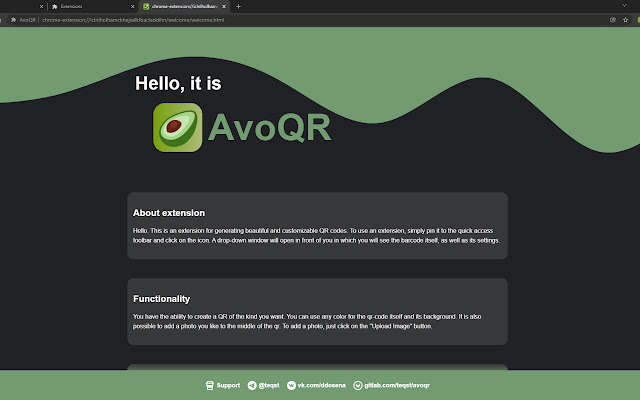 Extensions
AvoQR | chrome-extension://
Hello, it is
AvoQR
About extension
Hello. This is an extension for generating beautiful and customizable QR codes. To use an extension, simply pin it to the quick access
toolbar and click on the icon. A drop-down window will open in front of you in which you will see the barcode itself, as well as its settings.
Functionality
You have the ability to create a QR of the kind you want. You can use any color for the qr-code itself and its background. It is also
possible to add a photo you like to the middle of the qr. To add a photo, just click on the "Upload Image" button.
Support @teqst vk.com/ddosena gitlab.com/teqst/avoqr